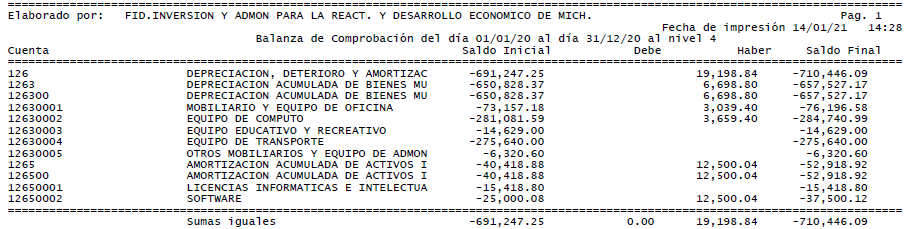 Elaborado por: FID.INVERSION Y ADMON PARA LA REACT. Y DESARROLLO ECONOMICO DE MICH. Pag. 1
Fecha de impresión 14/01/21 14:28
Balanza de Comprobación del día 01/01/20 al día 31/12/20 al nivel 4
Cuenta Saldo Inicial Debe Haber Saldo Final
126 DEPRECIACION, DETERIORO Y AMORTIZAC -691,247.25 19,198.84 -710,446.09
1263 DEPRECIACION ACUMULADA DE BIENES MU -650,828.37 6,698.80 -657,527.17
126300 DEPRECIACION ACUMULADA DE BIENES MU -650,828.37 6,698.80 -657,527.17
12630001 MOBILIARIO Y EQUIPO DE OFICINA -73,157.18 3,039.40 -76,196.58
12630002 EQUIPO DE COMPUTO -281,081.59 3,659.40 -284,740.99
12630003 EQUIPO EDUCATIVO Y RECREATIVO -14,629.00 -14,629.00
12630004 EQUIPO DE TRANSPORTE -275,640.00 -275,640.00
12630005 OTROS MOBILIARIOS Y EQUIPO DE ADMON -6,320.60 -6,320.60
1265 AMORTIZACION ACUMULADA DE ACTIVOS I -40,418.88 12,500.04 -52,918.92
126500 AMORTIZACION ACUMULADA DE ACTIVOS I -40,418.88 12,500.04 -52,918.92
12650001 LICENCIAS INFORMATICAS E INTELECTUA -15,418.80 -15,418.80
12650002 SOFTWARE -25,000.08 12,500.04 -37,500.12
Sumas iguales -691,247.25 0.00 19,198.84 -710,446.09